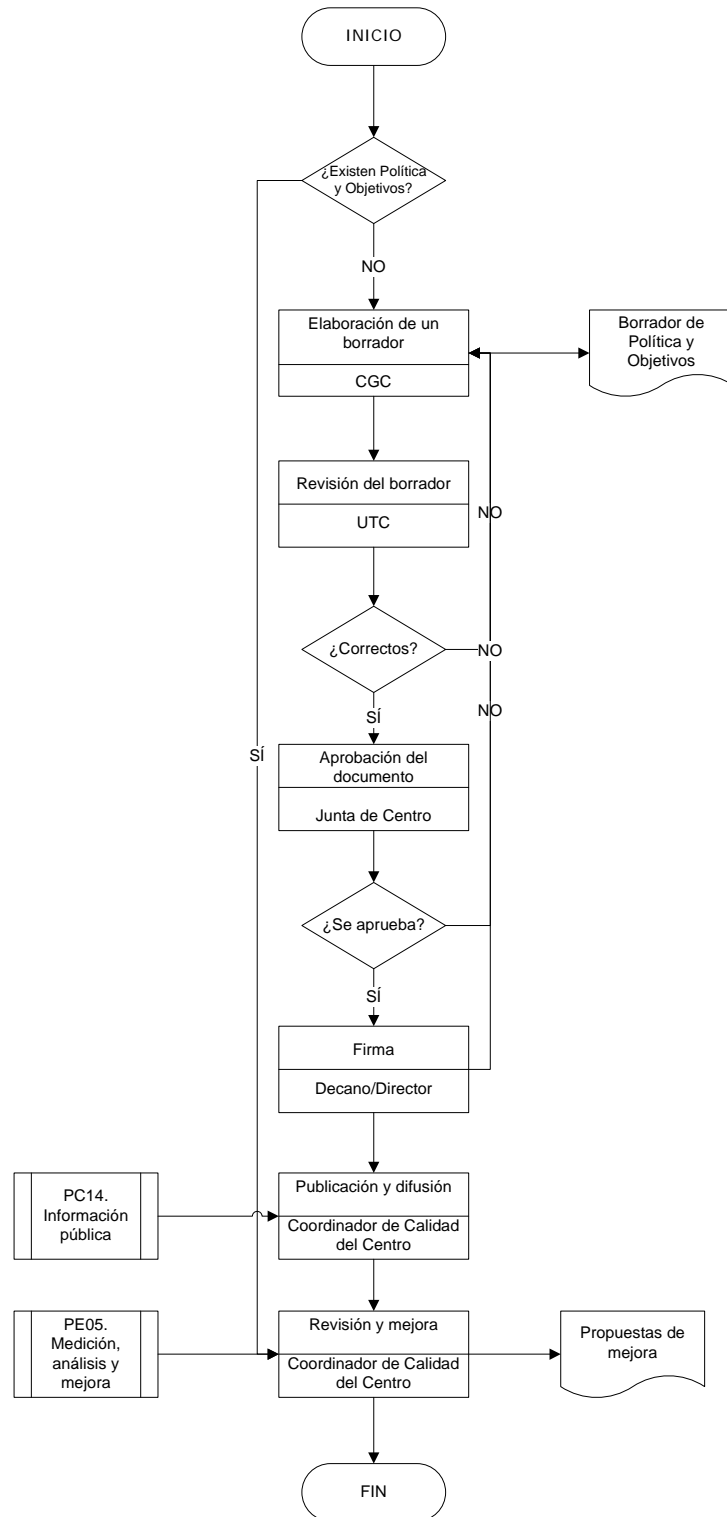 INICIO
¿Existen Política
y Objetivos?
NO
Elaboración de un
borrador
CGC
Borrador de
Política y
Objetivos
Revisión del borrador
UTC
NO
¿Correctos?
NO
SÍ
NO
SÍ
Aprobación del
documento
Junta de Centro
¿Se aprueba?
SÍ
Firma
Decano/Director
PC14.
Información
pública
Publicación y difusión
Coordinador de Calidad
del Centro
PE05.
Medición,
análisis y
mejora
Revisión y mejora
Coordinador de Calidad
del Centro
Propuestas de
mejora
FIN